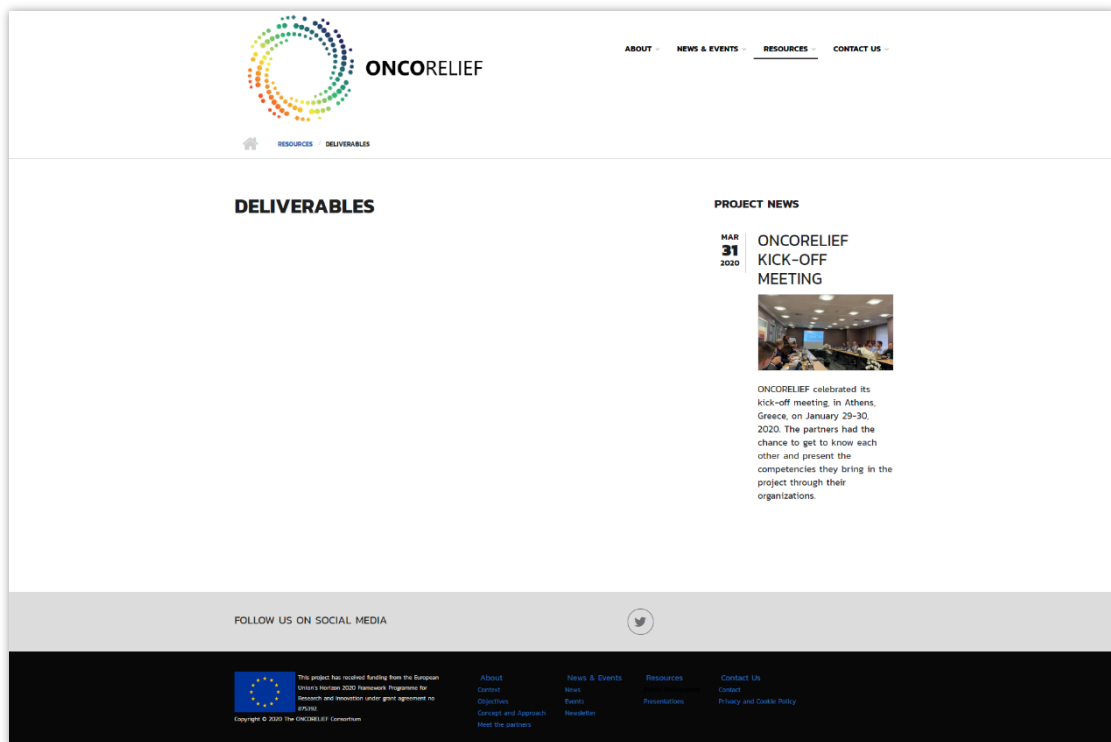 ONCORELIEF
ABOUT
NEWS & EVENTS
RESOURCES
CONTACT US
RESOURCES / DELIVERABLES
DELIVERABLES
PROJECT NEWS
MAR
31
2020
ONCORELIEF
KICK-OFF
MEETING
ONCORELIEF celebrated its
kick-off meeting, in Athens,
Greece, on January 29-30,
2020. The partners had the
chance to get to know each
other and present the
competencies they bring in the
project through their
organizations.
FOLLOW US ON SOCIAL MEDIA
This project has received funding from the European
Union's Horizon 2020 Framework Programme for
Research and Innovation under grant agreement no
875392.
Copyright © 2020 The ONCORELIEF Consortium
About
Context
Objectives
Concept and Approach
Meet the partners
News & Events
News
Events
Newsletter
Resources
Presentations
Contact Us
Contact
Privacy and Cookie Policy